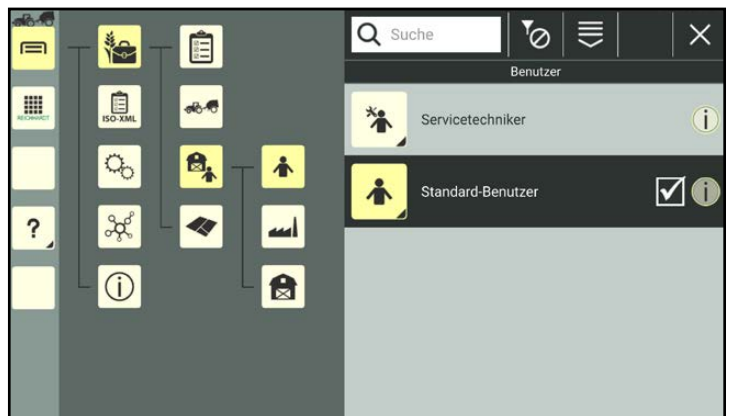 Suche
Benutzer
REICHHARDT
ISO-XML
Servicetechniker
Standard-Benutzer
?